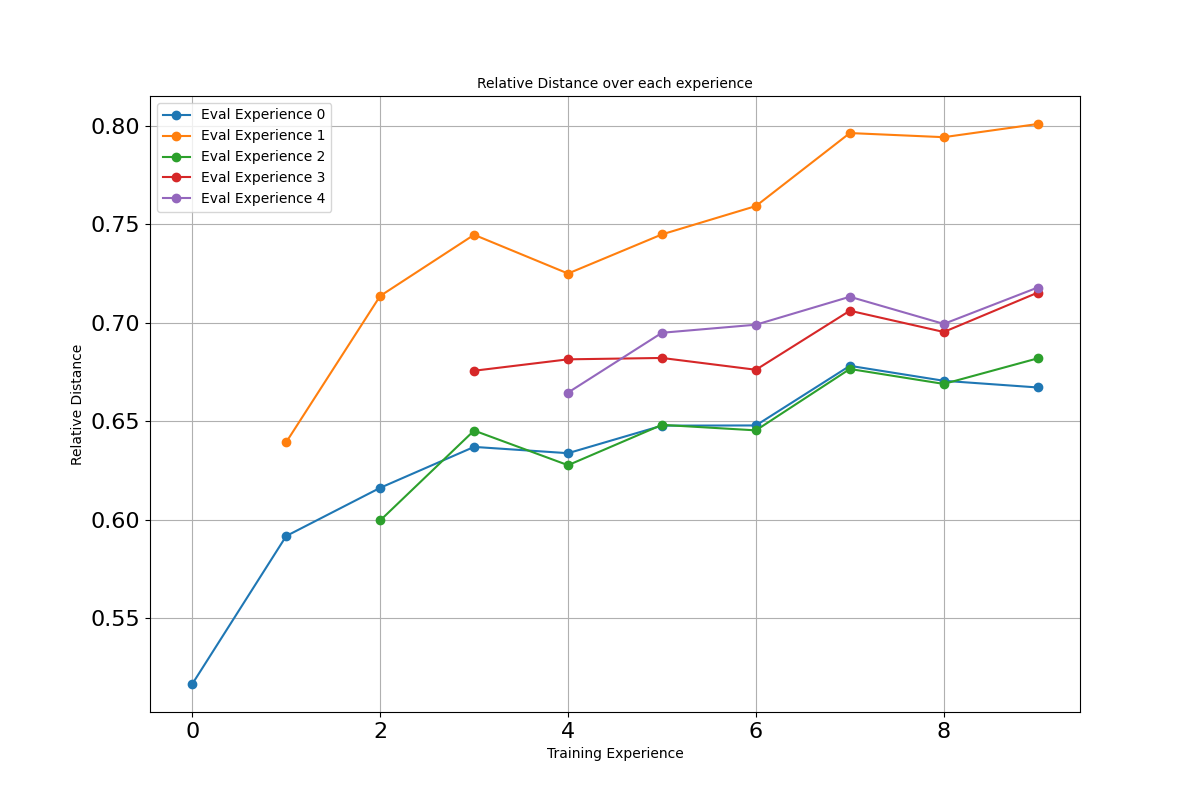 Relative Distance over each experience
Eval Experience 0
Eval Experience 1
Eval Experience 2
Eval Experience 3
Eval Experience 4
0.80
0.75
0.70
0.65
0.60
0.55
Relative Distance
0 2 4 6 8
Training Experience